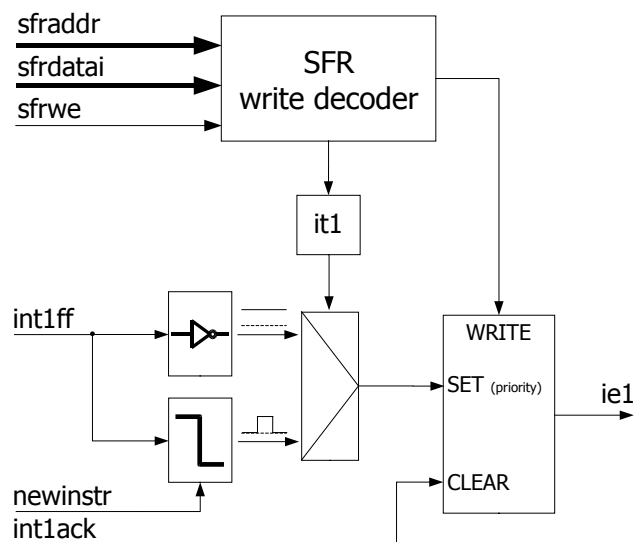 sfraddr
sfrdatai
sfrwe
SFR
write decoder
it1
int1ff
WRITE
SET (priority)
ie1
CLEAR
newinstr
int1ack